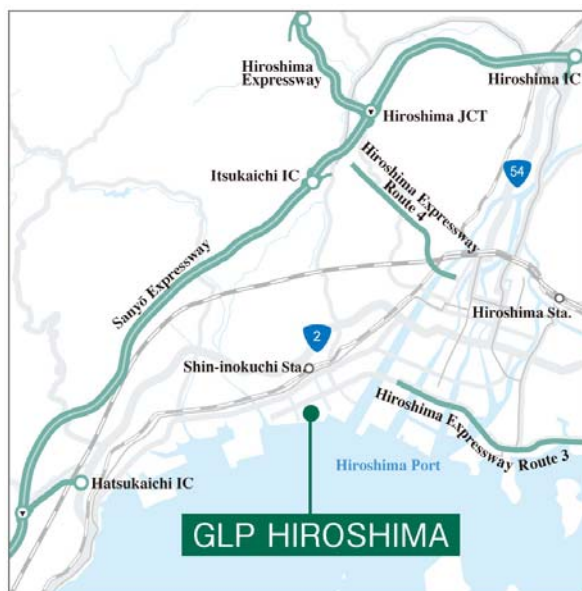 Hiroshima
Expressway
Hiroshima IC
Hiroshima JCT
Itsukaichi IC
Hiroshima Expressway
Route 4
54
Sanyō Expressway
Hiroshima Sta.
2
Shin-inokuchi Sta.
Hiroshima Expressway Route 3
Hiroshima Port
Hatsukaichi IC
GLP HIROSHIMA